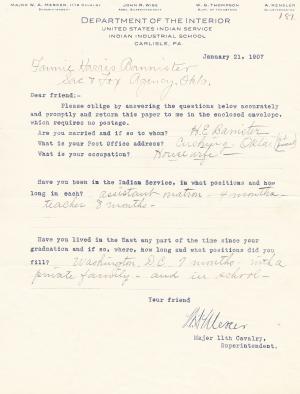 MAJOR W. A. MERCER, 11TH CAVALRY
SUPERINTENDENT
JOHN R. WISE
ASST. SUPERINTENDENT
W. G. THOMPSON
SUPT. OF INDUSTRIES
A. KENSLER
QUARTERMASTER
DEPARTMENT OF THE INTERIOR
UNITED STATES INDIAN SERVICE
INDIAN INDUSTRIAL SCHOOL
CARLISLE, PA
January 21, 1907
Fannie Harris Bannister
Sac & Fox
Agency, Okla.
Dear friend:-
Please oblige by answering the questions below accurately
and promptly and return this paper to me in the enclosed envelope,
which requires no postage.
Are you married and if so to whom? H.E. Bannister
What is your Post Office address? Cushing, Okla
What is your occupation? Housewife
Have you been in the Indian Service, in what positions and how
long in each? Assistant matron - 4 months -
teacher 8 months -
Have you lived in the East any part of the time since your
graduation and if so, where, how long and what positions did you
fill? Washington D.C. 7 months with a
private family - and in school -
Your friend
Major 11th Cavalry,
Superintendent.